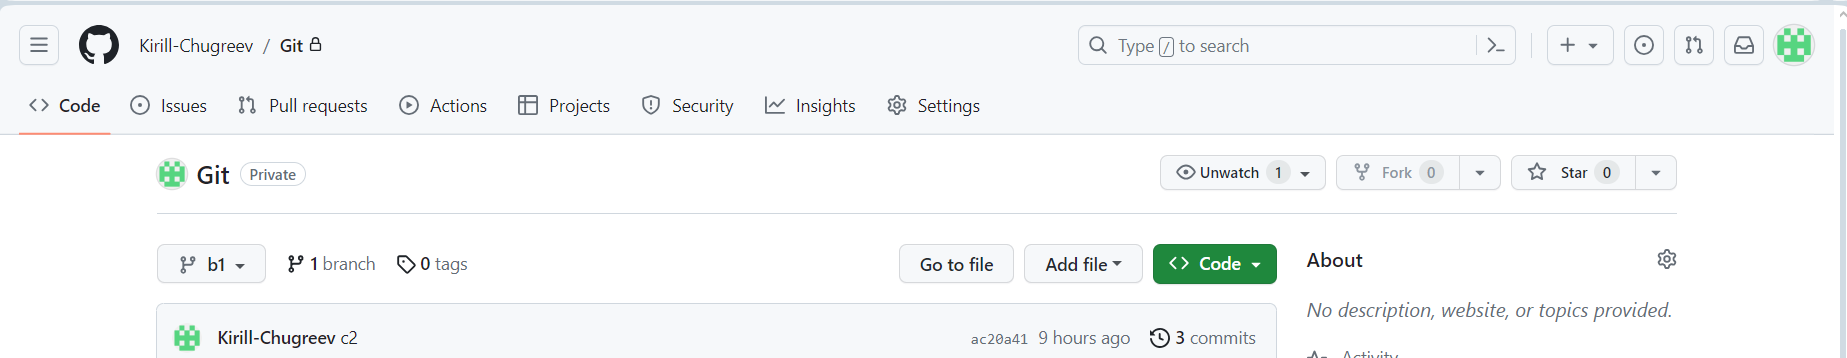 Kirill-Chugreev / Git
Type / to search
Code Issues Pull requests Actions Projects Security Insights Settings
Git Private
Unwatch 1 Fork 0 Star 0
b1 1 branch 0 tags Go to file Add file Code
About
No description, website, or topics provided.
Kirill-Chugreev c2 ac20a41 9 hours ago 3 commits
Activity